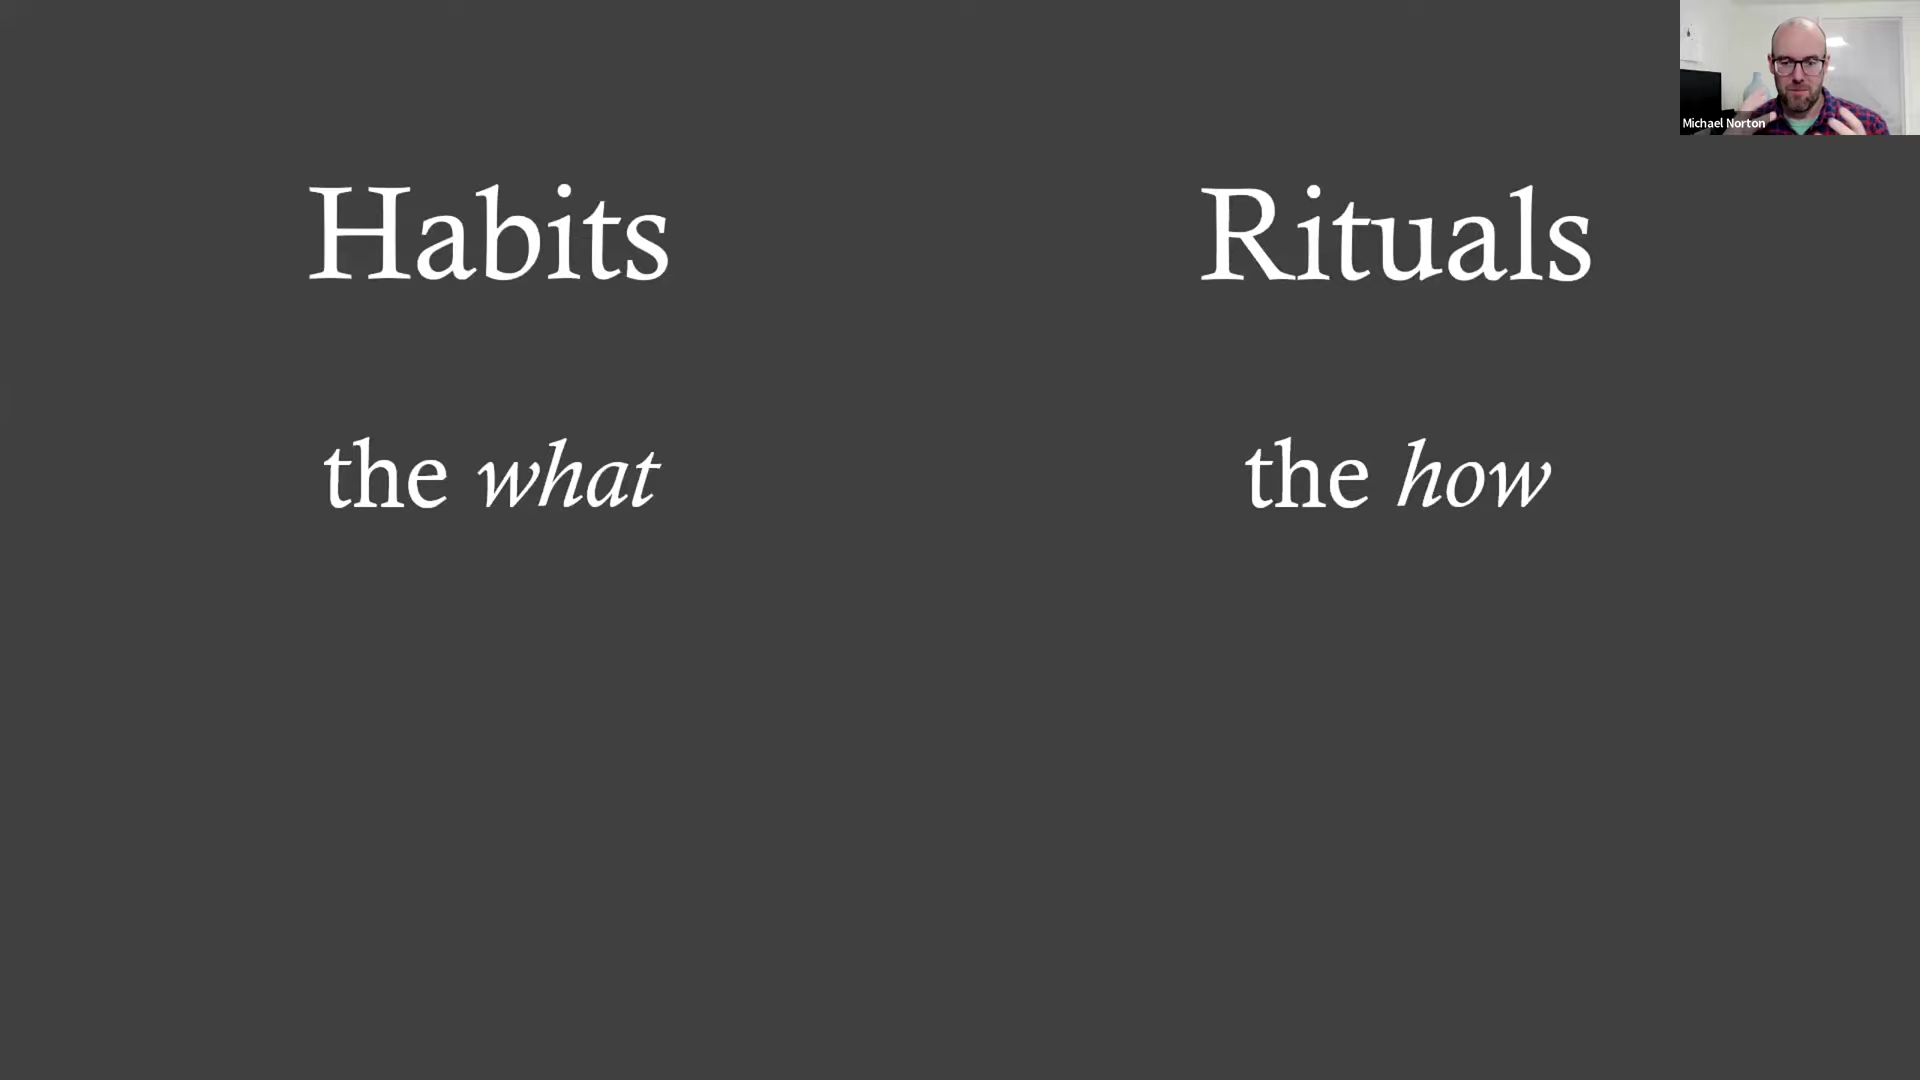 Habits
Rituals
the what
the how
Michael Norton